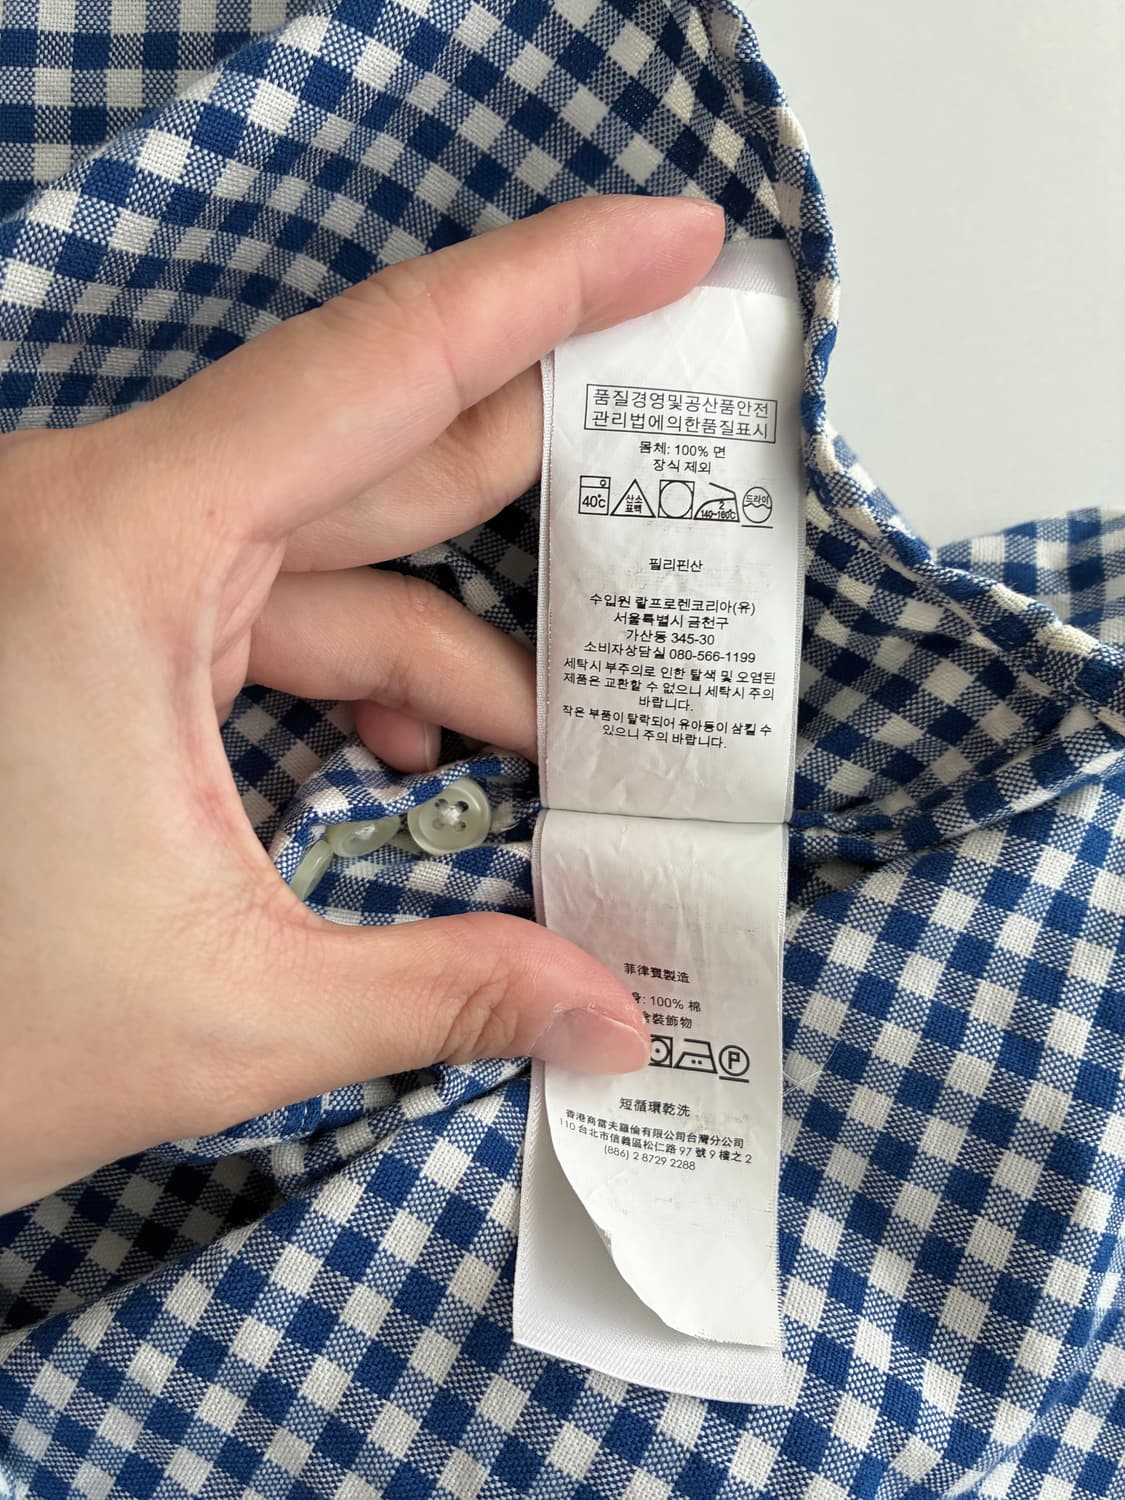 품질경영및공산품안전
관리법에의한품질표시
몸체: 100% 면
장식 제외
40°C 산소 표백 2 140~160°C 드라이
필리핀산
수입원 랄프로렌코리아(유)
서울특별시 금천구
가산동 345-30
소비자상담실 080-566-1199
세탁시 부주의로 인한 탈색 및 오염된
제품은 교환할 수 없으니 세탁시 주의
바랍니다.
작은 부품이 탈락되어 유아등이 삼킬 수
있으니 주의 바랍니다.
菲律賓製造
身: 100% 棉
含裝飾物
P
短循環乾洗
香港商雷夫羅倫有限公司台灣分公司
110 台北市信義區松仁路 97 號 9 樓之 2
(886) 2 8729 2288